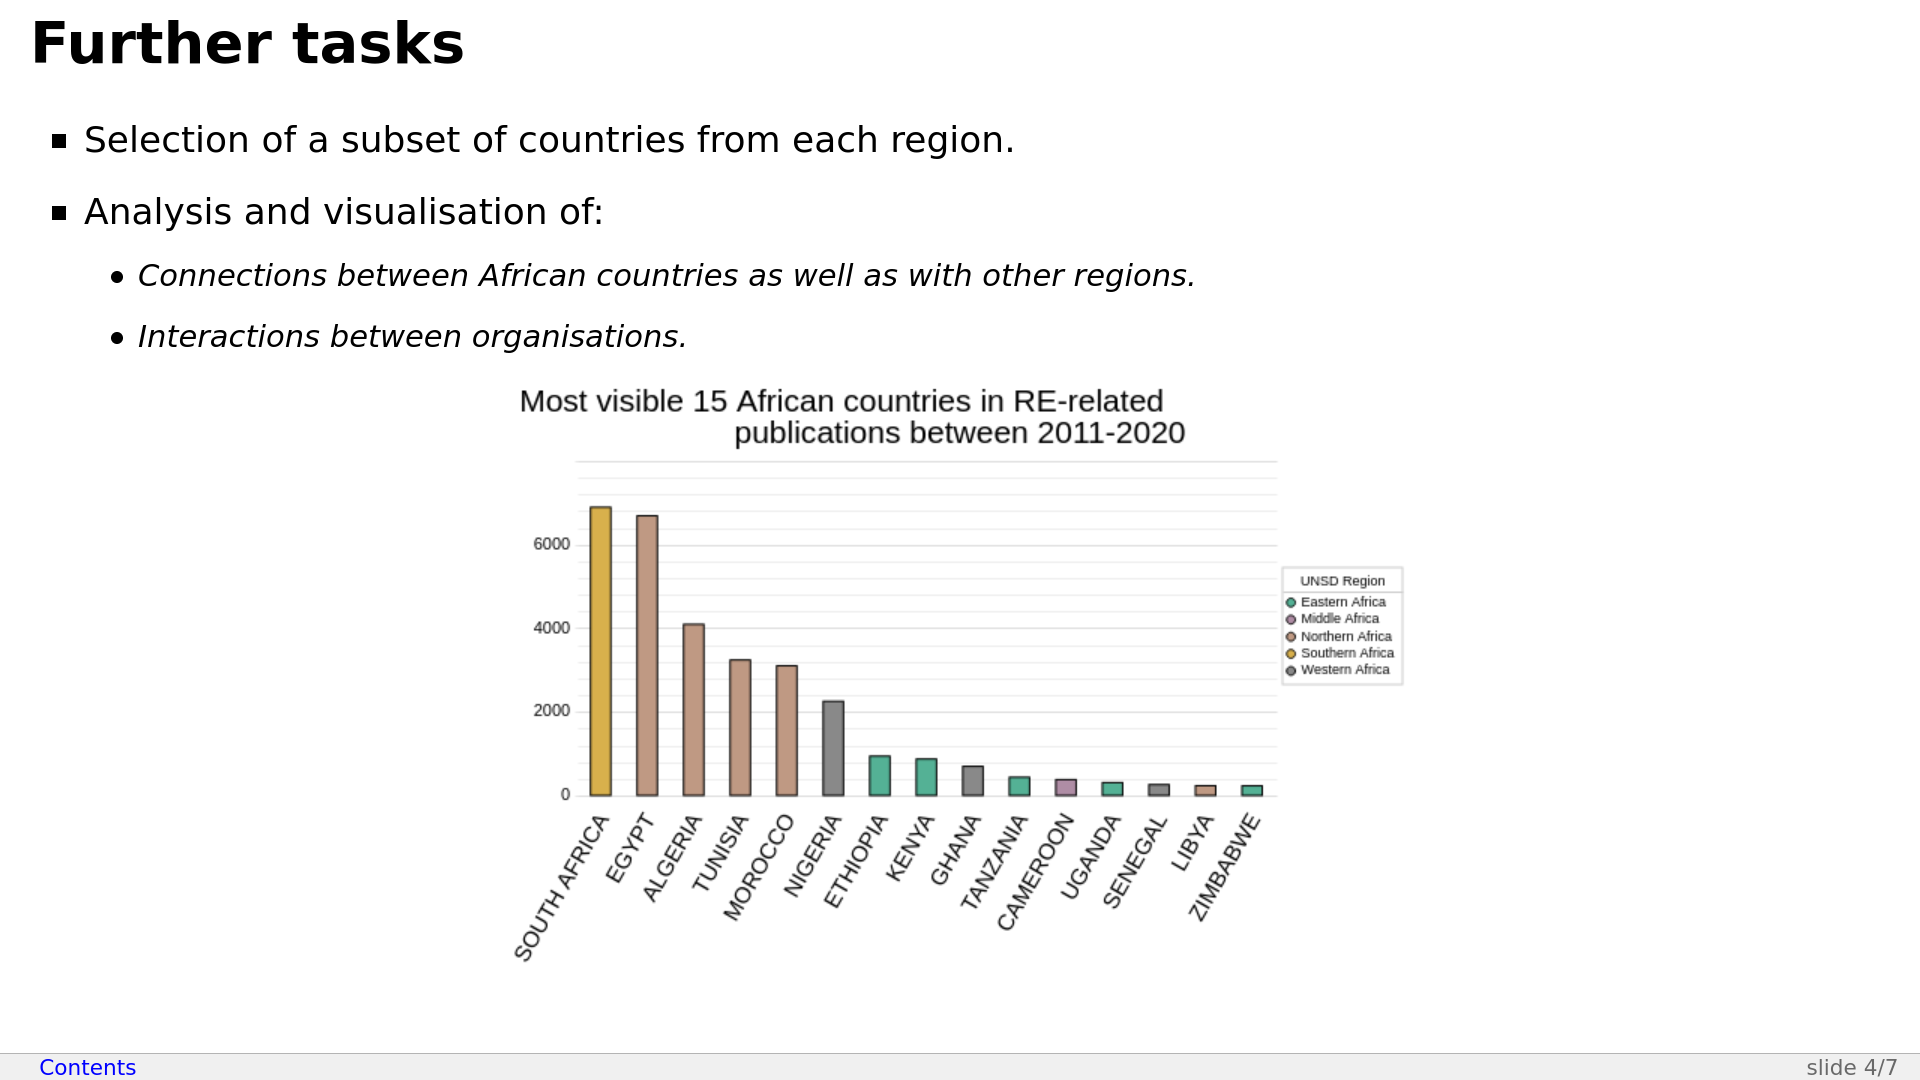 Further tasks
Selection of a subset of countries from each region.
Analysis and visualisation of:
Connections between African countries as well as with other regions.
Interactions between organisations.
Most visible 15 African countries in RE-related
publications between 2011-2020
6000
4000
2000
0
SOUTH AFRICA
EGYPT
ALGERIA
TUNISIA
MOROCCO
NIGERIA
ETHIOPIA
KENYA
GHANA
TANZANIA
CAMEROON
UGANDA
SENEGAL
LIBYA
ZIMBABWE
UNSD Region
Eastern Africa
Middle Africa
Northern Africa
Southern Africa
Western Africa
Contents
slide 4/7